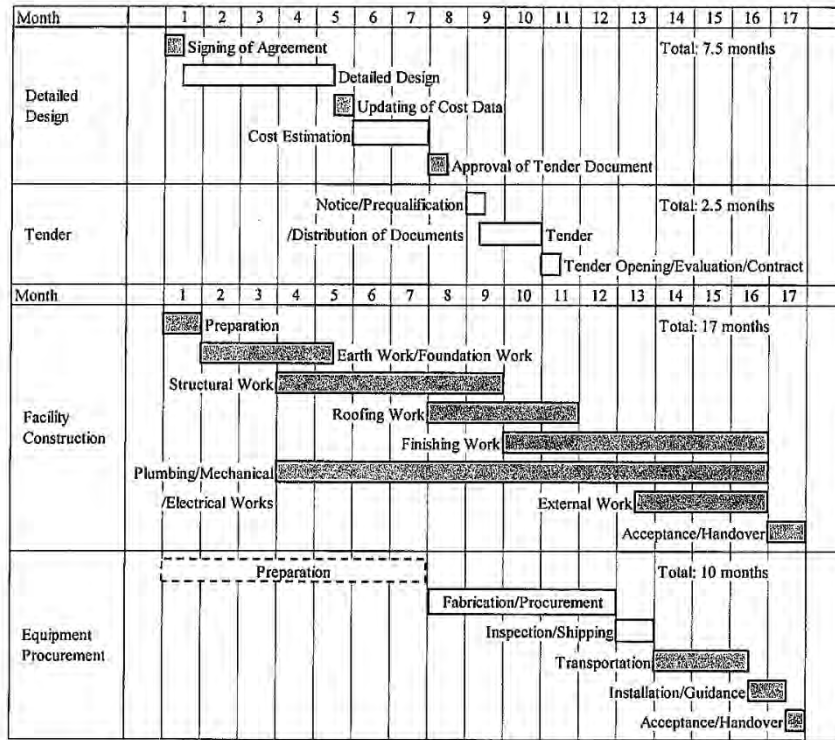 Month 1 2 3 4 5 6 7 8 9 10 11 12 13 14 15 16 17
Signing of Agreement Total: 7.5 months
Detailed Design
Detailed
Design
Updating of Cost Data
Cost Estimation
Approval of Tender Document
Notice/Prequalification Total: 2.5 months
Tender /Distribution of Documents Tender
Tender Opening/Evaluation/Contract
Month 1 2 3 4 5 6 7 8 9 10 11 12 13 14 15 16 17
Preparation Total: 17 months
Earth Work/Foundation Work
Structural Work
Roofing Work
Facility
Construction
Finishing Work
Plumbing/Mechanical
/Electrical Works External Work
Acceptance/Handover
Preparation Total: 10 months
Fabrication/Procurement
Equipment
Procurement
Inspection/Shipping
Transportation
Installation/Guidance
Acceptance/Handover